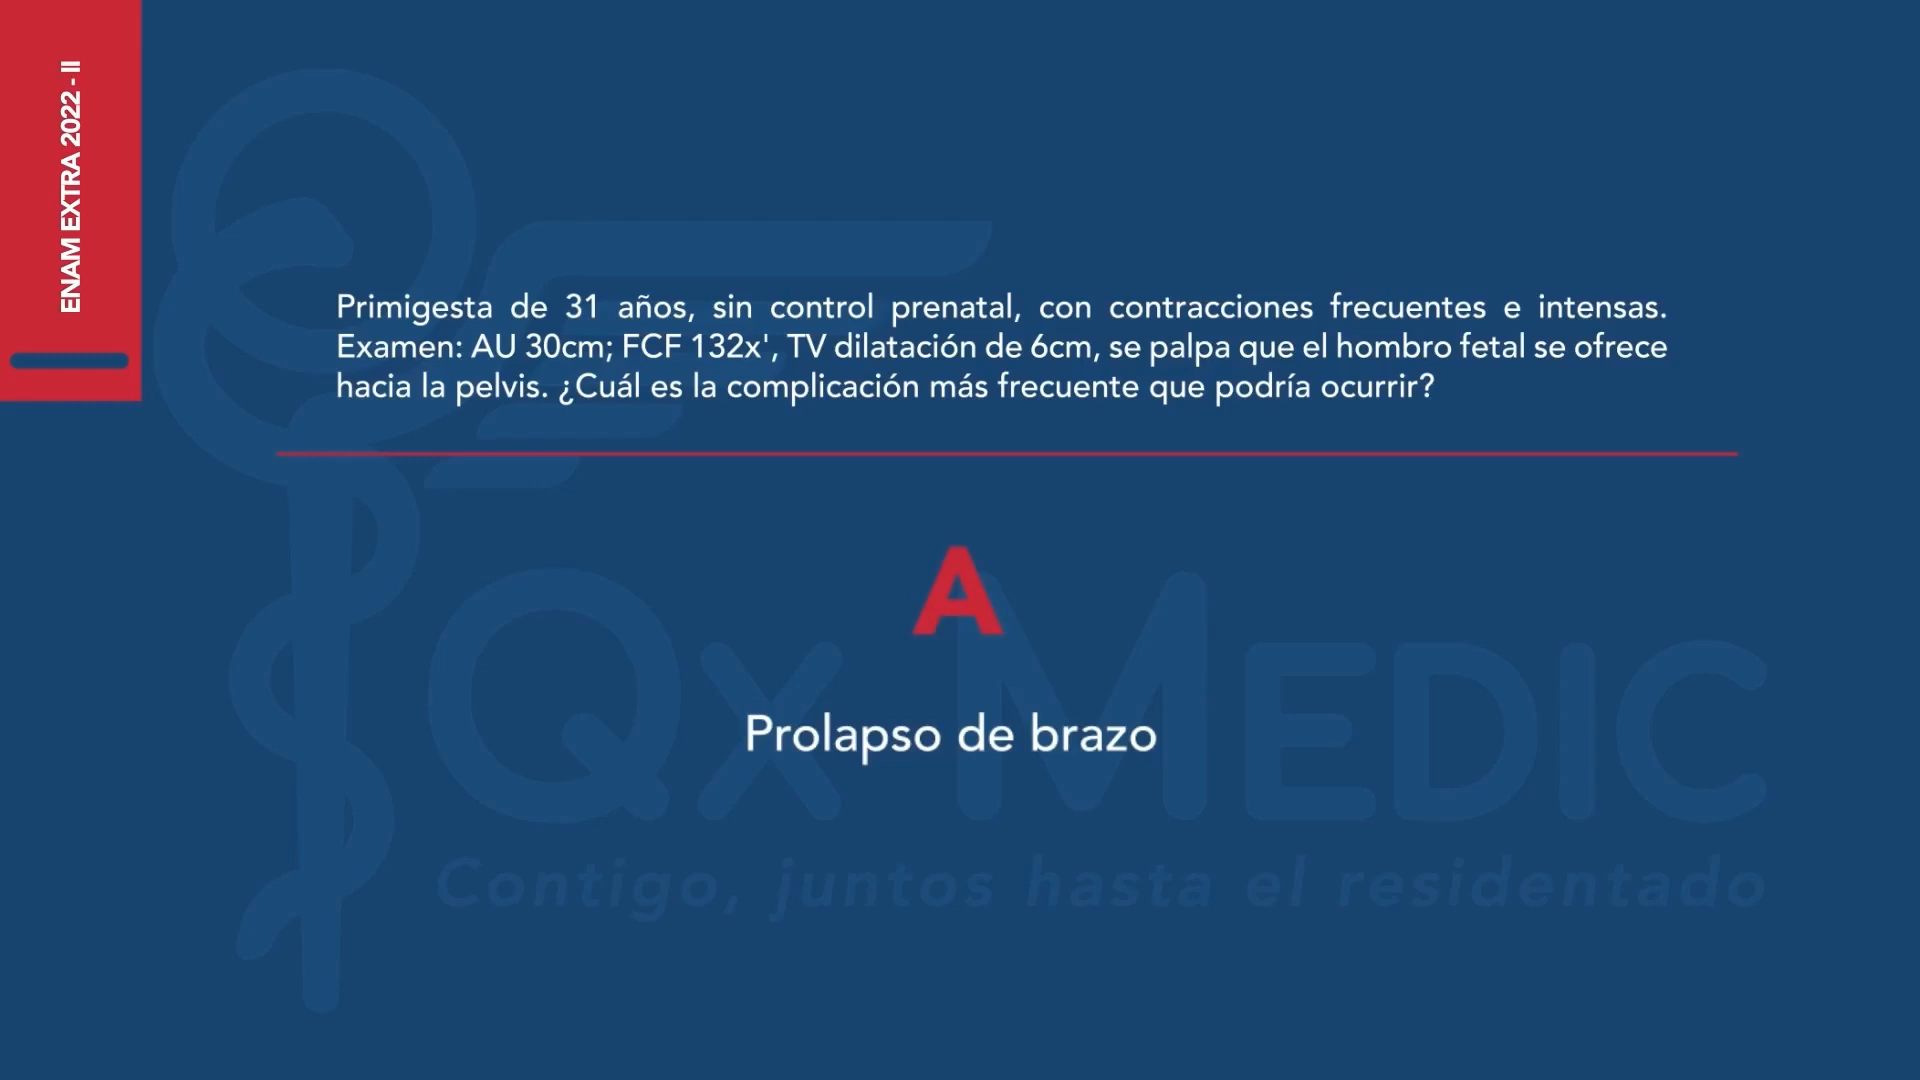 ENAM EXTRA 2022 - II
Primigesta de 31 años, sin control prenatal, con contracciones frecuentes e intensas.
Examen: AU 30cm; FCF 132x', TV dilatación de 6cm, se palpa que el hombro fetal se ofrece
hacia la pelvis. ¿Cuál es la complicación más frecuente que podría ocurrir?
A
Prolapso de brazo
Qx MEDIC
Contigo, juntos hasta el residentado